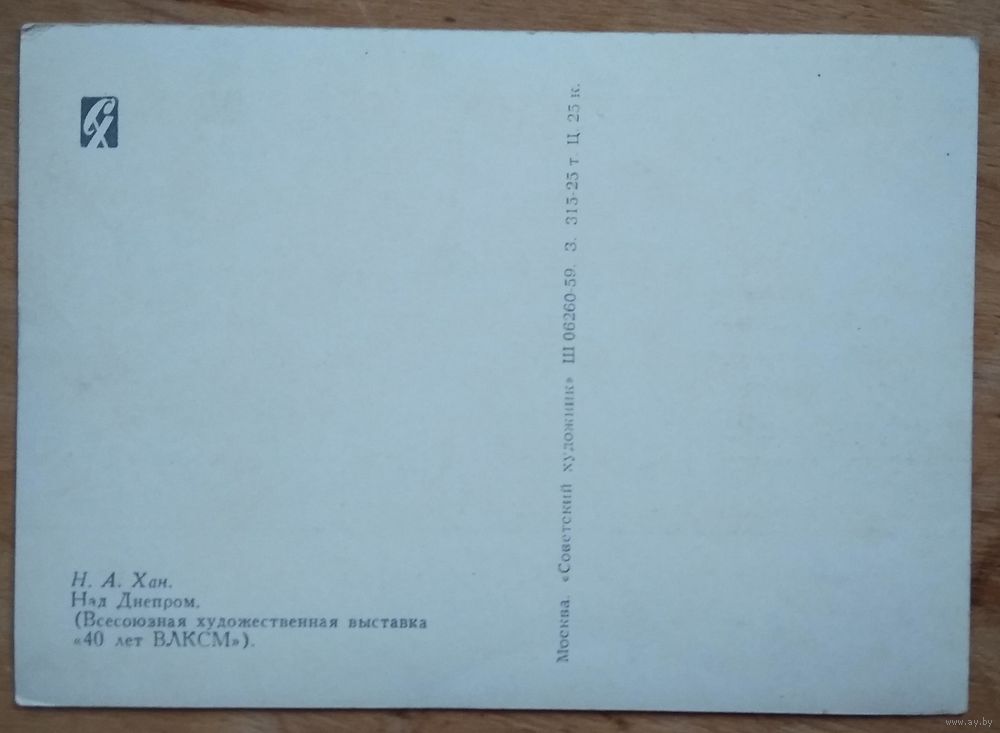 СХ
Н. А. Хан.
Над Днепром.
(Всесоюзная художественная выставка
«40 лет ВЛКСМ»).
Москва. «Советский художник» Ш 06260-59. З. 315-25 т. Ц 25 к.
www.ay.by